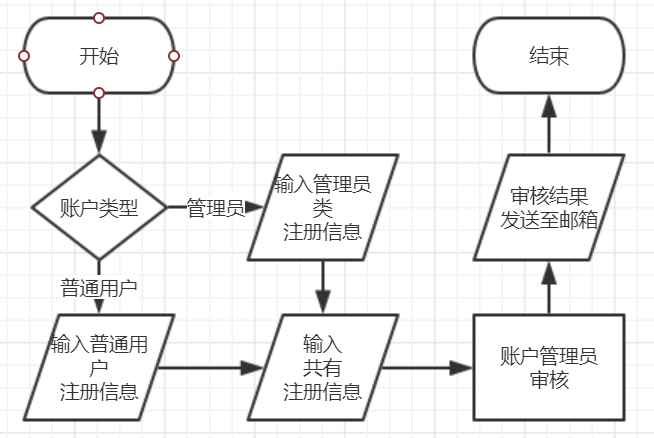 开始
结束
账户类型
管理员
输入管理员
类
注册信息
审核结果
发送至邮箱
普通用户
输入普通用
户
注册信息
输入
共有
注册信息
账户管理员
审核